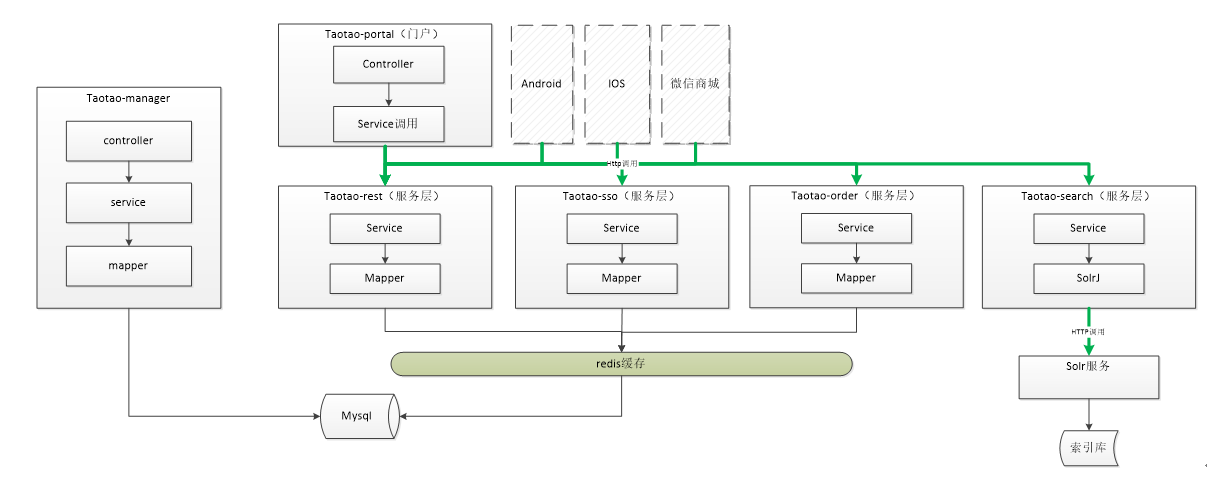 Taotao-portal（门户）
Controller
Service调用
Android
IOS
微信商城
Taotao-manager
controller
service
mapper
Http调用
Taotao-rest（服务层）
Service
Mapper
Taotao-sso（服务层）
Service
Mapper
Taotao-order（服务层）
Service
Mapper
Taotao-search（服务层）
Service
SolrJ
HTTP调用
redis缓存
Solr服务
Mysql
索引库